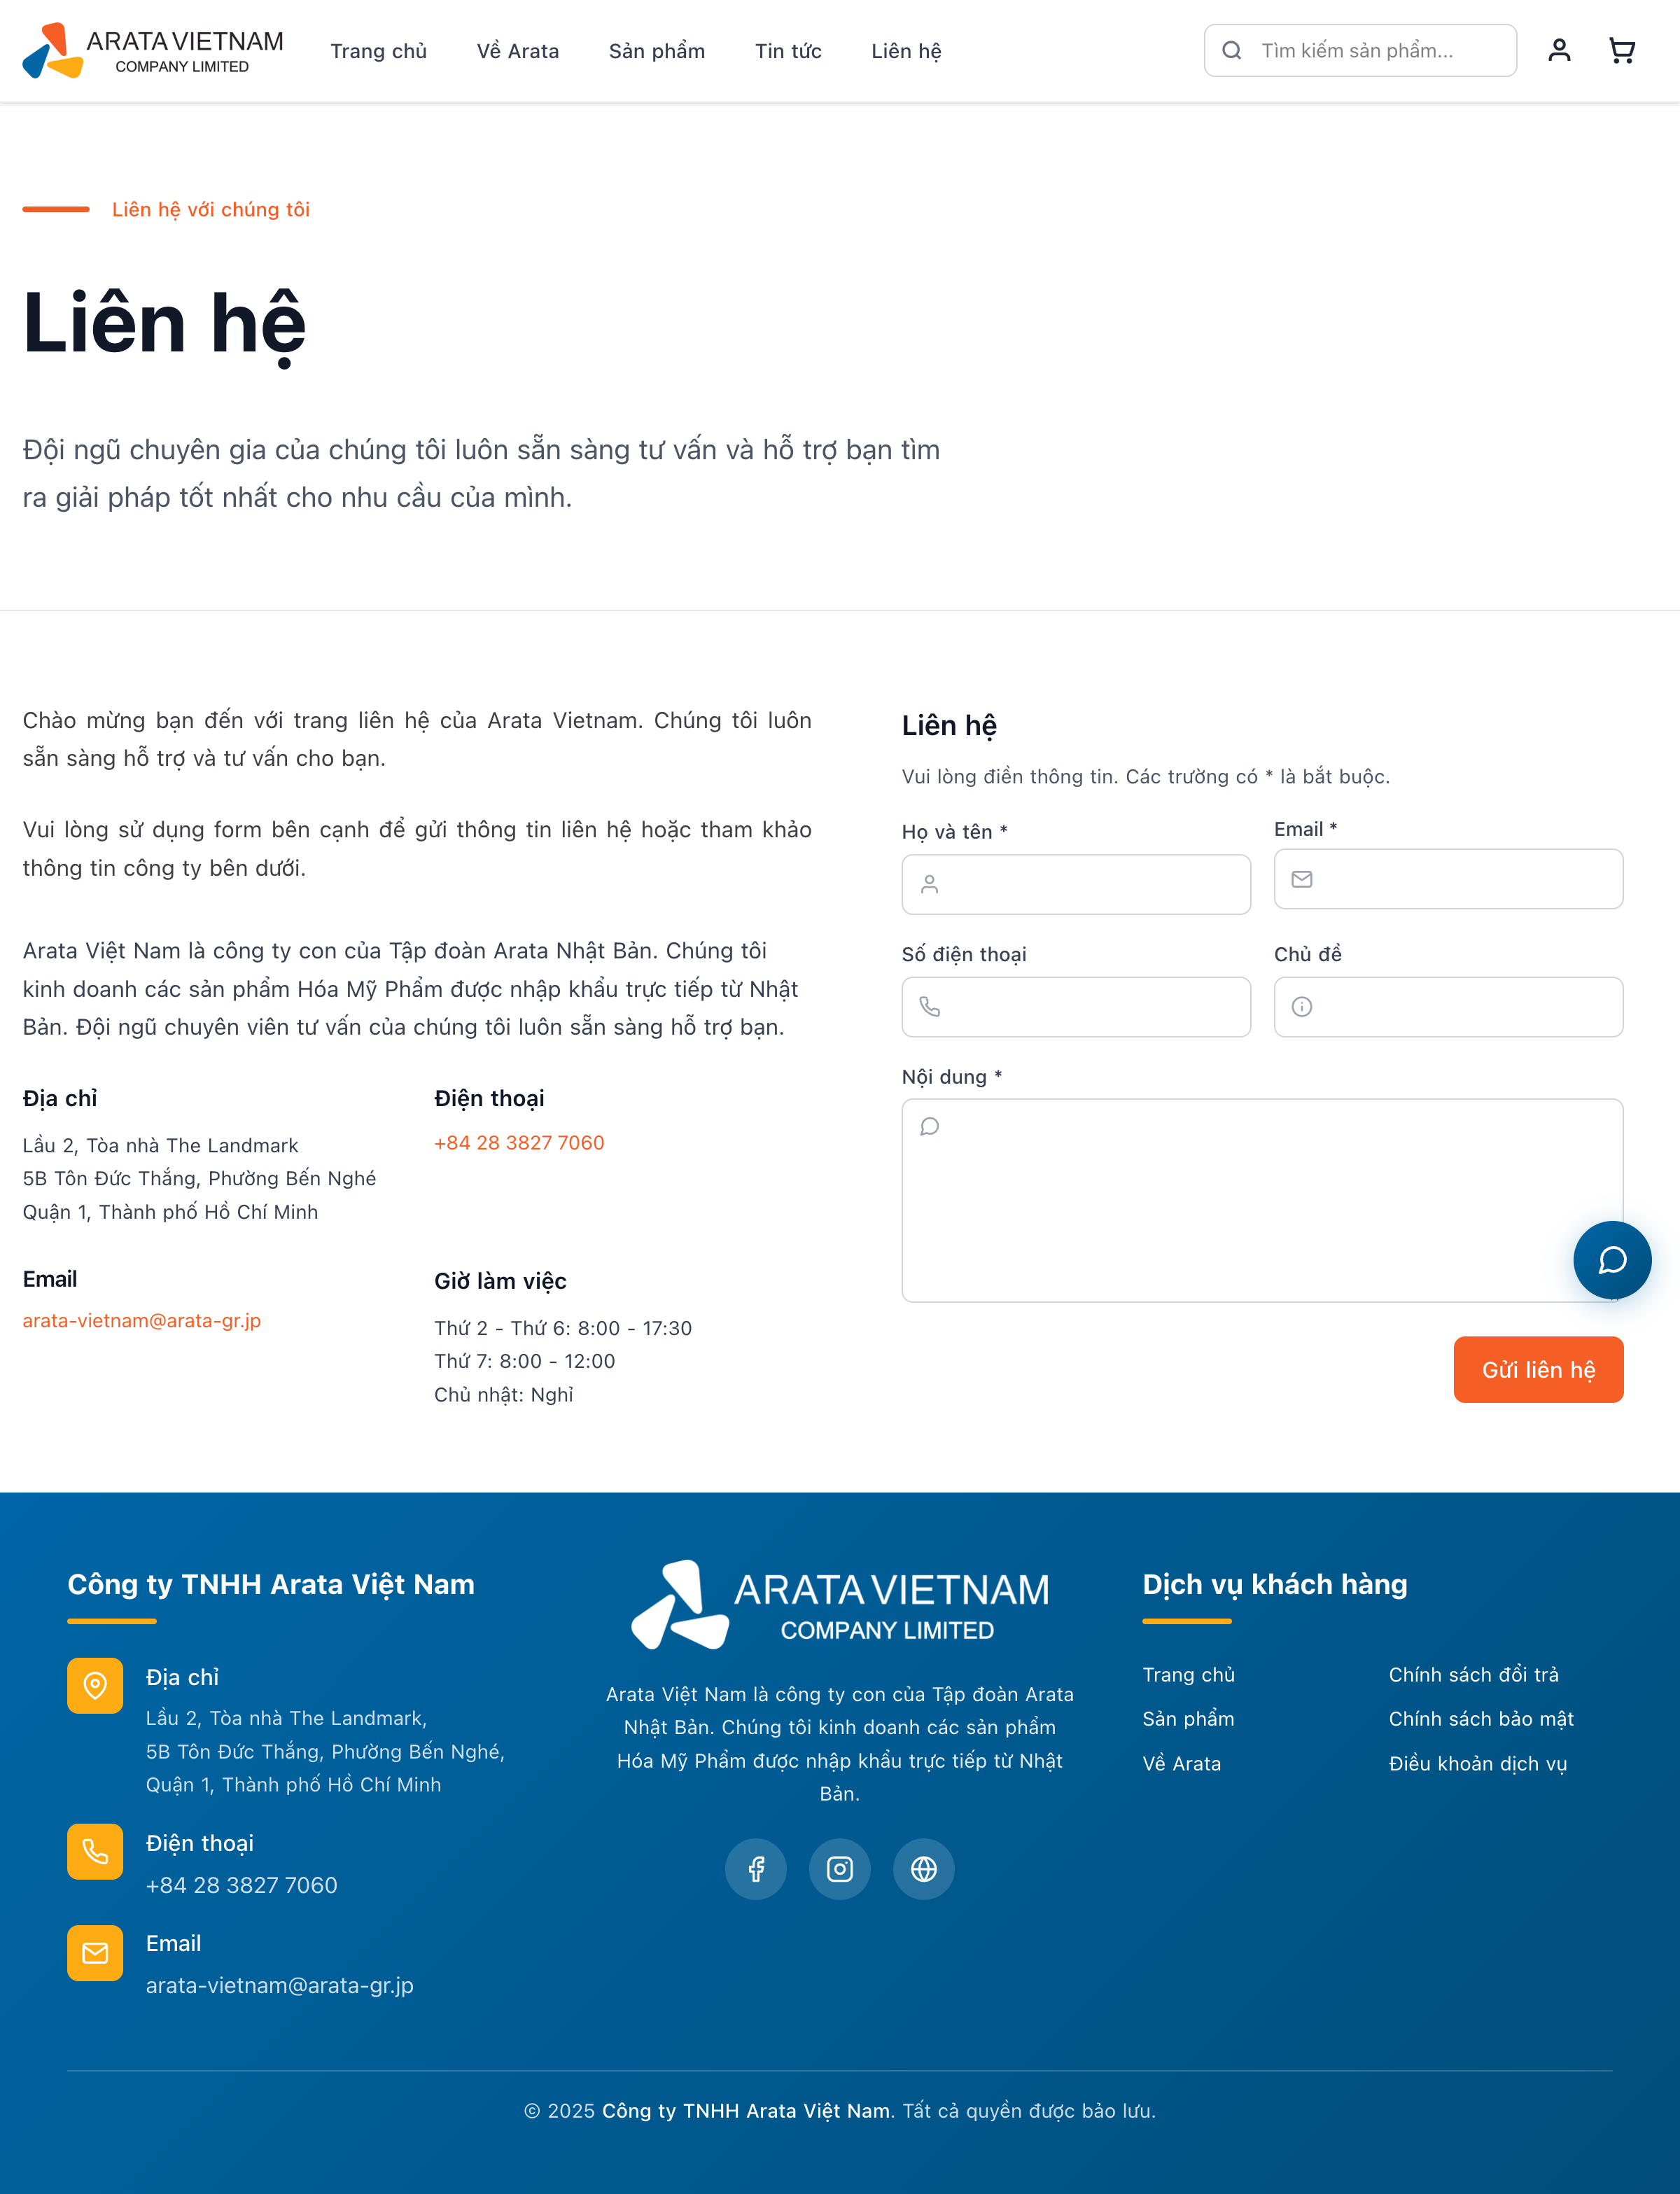 ARATA VIETNAM
COMPANY LIMITED
Trang chủ
Về Arata
Sản phẩm
Tin tức
Liên hệ
Tìm kiếm sản phẩm...
Liên hệ với chúng tôi
Liên hệ
Đội ngũ chuyên gia của chúng tôi luôn sẵn sàng tư vấn và hỗ trợ bạn tìm
ra giải pháp tốt nhất cho nhu cầu của mình.
Chào mừng bạn đến với trang liên hệ của Arata Vietnam. Chúng tôi luôn
sẵn sàng hỗ trợ và tư vấn cho bạn.
Vui lòng sử dụng form bên cạnh để gửi thông tin liên hệ hoặc tham khảo
thông tin công ty bên dưới.
Arata Việt Nam là công ty con của Tập đoàn Arata Nhật Bản. Chúng tôi
kinh doanh các sản phẩm Hóa Mỹ Phẩm được nhập khẩu trực tiếp từ Nhật
Bản. Đội ngũ chuyên viên tư vấn của chúng tôi luôn sẵn sàng hỗ trợ bạn.
Địa chỉ
Lầu 2, Tòa nhà The Landmark
5B Tôn Đức Thắng, Phường Bến Nghé
Quận 1, Thành phố Hồ Chí Minh
Điện thoại
+84 28 3827 7060
Email
arata-vietnam@arata-gr.jp
Giờ làm việc
Thứ 2 - Thứ 6: 8:00 - 17:30
Thứ 7: 8:00 - 12:00
Chủ nhật: Nghỉ
Liên hệ
Vui lòng điền thông tin. Các trường có * là bắt buộc.
Họ và tên *
Email *
Số điện thoại
Chủ đề
Nội dung *
Gửi liên hệ
Công ty TNHH Arata Việt Nam
Địa chỉ
Lầu 2, Tòa nhà The Landmark,
5B Tôn Đức Thắng, Phường Bến Nghé,
Quận 1, Thành phố Hồ Chí Minh
Điện thoại
+84 28 3827 7060
Email
arata-vietnam@arata-gr.jp
ARATA VIETNAM
COMPANY LIMITED
Arata Việt Nam là công ty con của Tập đoàn Arata
Nhật Bản. Chúng tôi kinh doanh các sản phẩm
Hóa Mỹ Phẩm được nhập khẩu trực tiếp từ Nhật
Bản.
Dịch vụ khách hàng
Trang chủ
Sản phẩm
Về Arata
Chính sách đổi trả
Chính sách bảo mật
Điều khoản dịch vụ
© 2025 Công ty TNHH Arata Việt Nam. Tất cả quyền được bảo lưu.